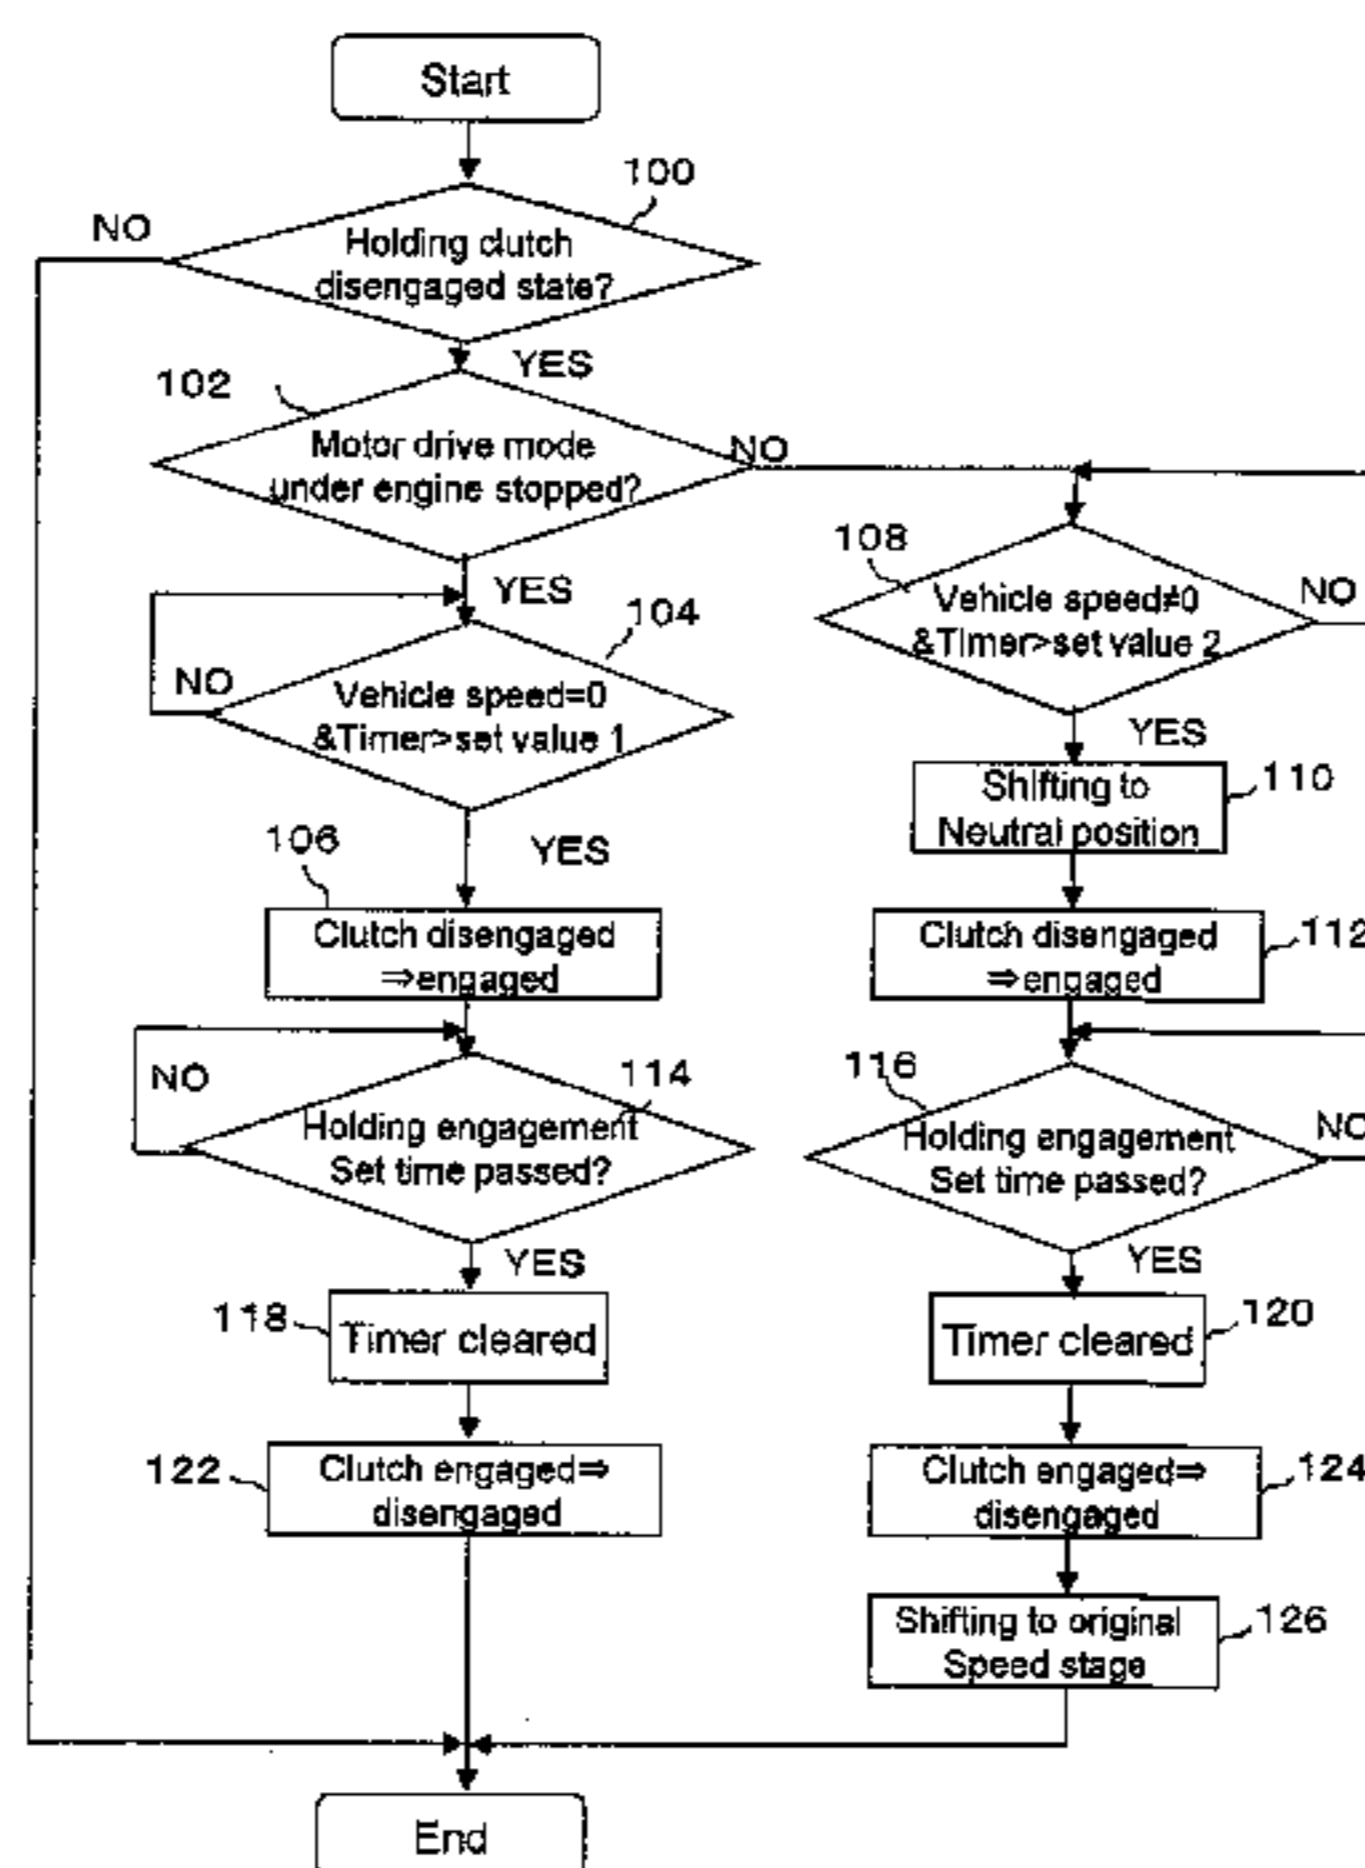 Start
100
NO
Holding clutch
disengaged state?
YES
102
Motor drive mode
under engine stopped?
NO
YES
104
NO
Vehicle speed=0
&Timer>set value 1
YES
106
Clutch disengaged
⇒engaged
NO
114
Holding engagement
Set time passed?
YES
118
Timer cleared
122
Clutch engaged⇒
disengaged
108
Vehicle speed≠0
&Timer>set value 2
NO
YES
Shifting to
Neutral position
110
Clutch disengaged
⇒engaged
112
116
Holding engagement
Set time passed?
NO
YES
Timer cleared
120
Clutch engaged⇒
disengaged
124
Shifting to original
Speed stage
126
End